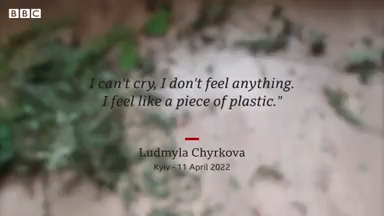 BBC
I can't cry, I don't feel anything.
I feel like a piece of plastic."
Ludmyla Chyrkova
Kyiv - 11 April 2022